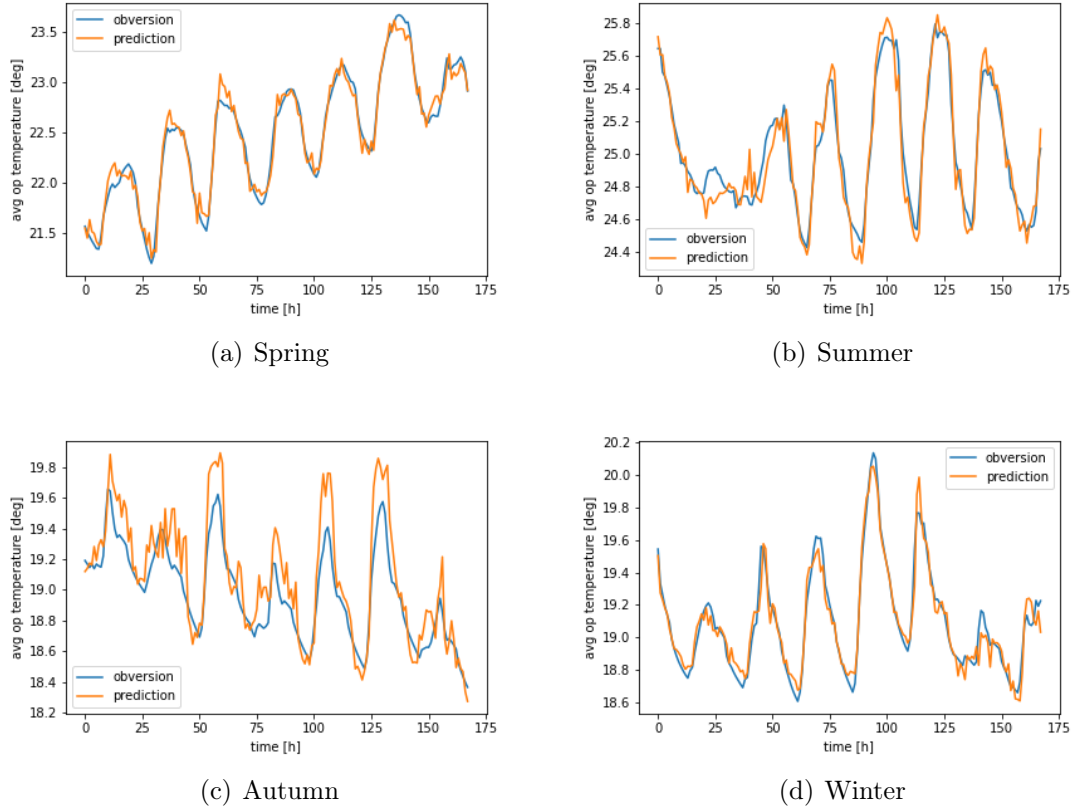 obversion
prediction
avg op temperature [deg]
23.5
23.0
22.5
22.0
21.5
0 25 50 75 100 125 150 175
time [h]
(a) Spring
avg op temperature [deg]
25.8
25.6
25.4
25.2
25.0
24.8
24.6
24.4
obversion
prediction
0 25 50 75 100 125 150 175
time [h]
(b) Summer
avg op temperature [deg]
19.8
19.6
19.4
19.2
19.0
18.8
18.6
18.4
18.2
obversion
prediction
0 25 50 75 100 125 150 175
time [h]
(c) Autumn
avg op temperature [deg]
20.2
20.0
19.8
19.6
19.4
19.2
19.0
18.8
18.6
obversion
prediction
0 25 50 75 100 125 150 175
time [h]
(d) Winter